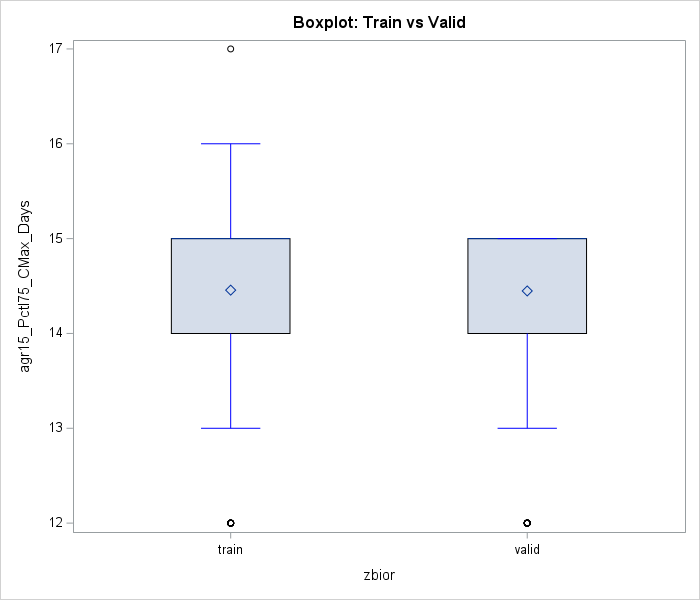 Boxplot: Train vs Valid
agr15_Pctl75_CMax_Days
17
16
15
14
13
12
train
valid
zbior